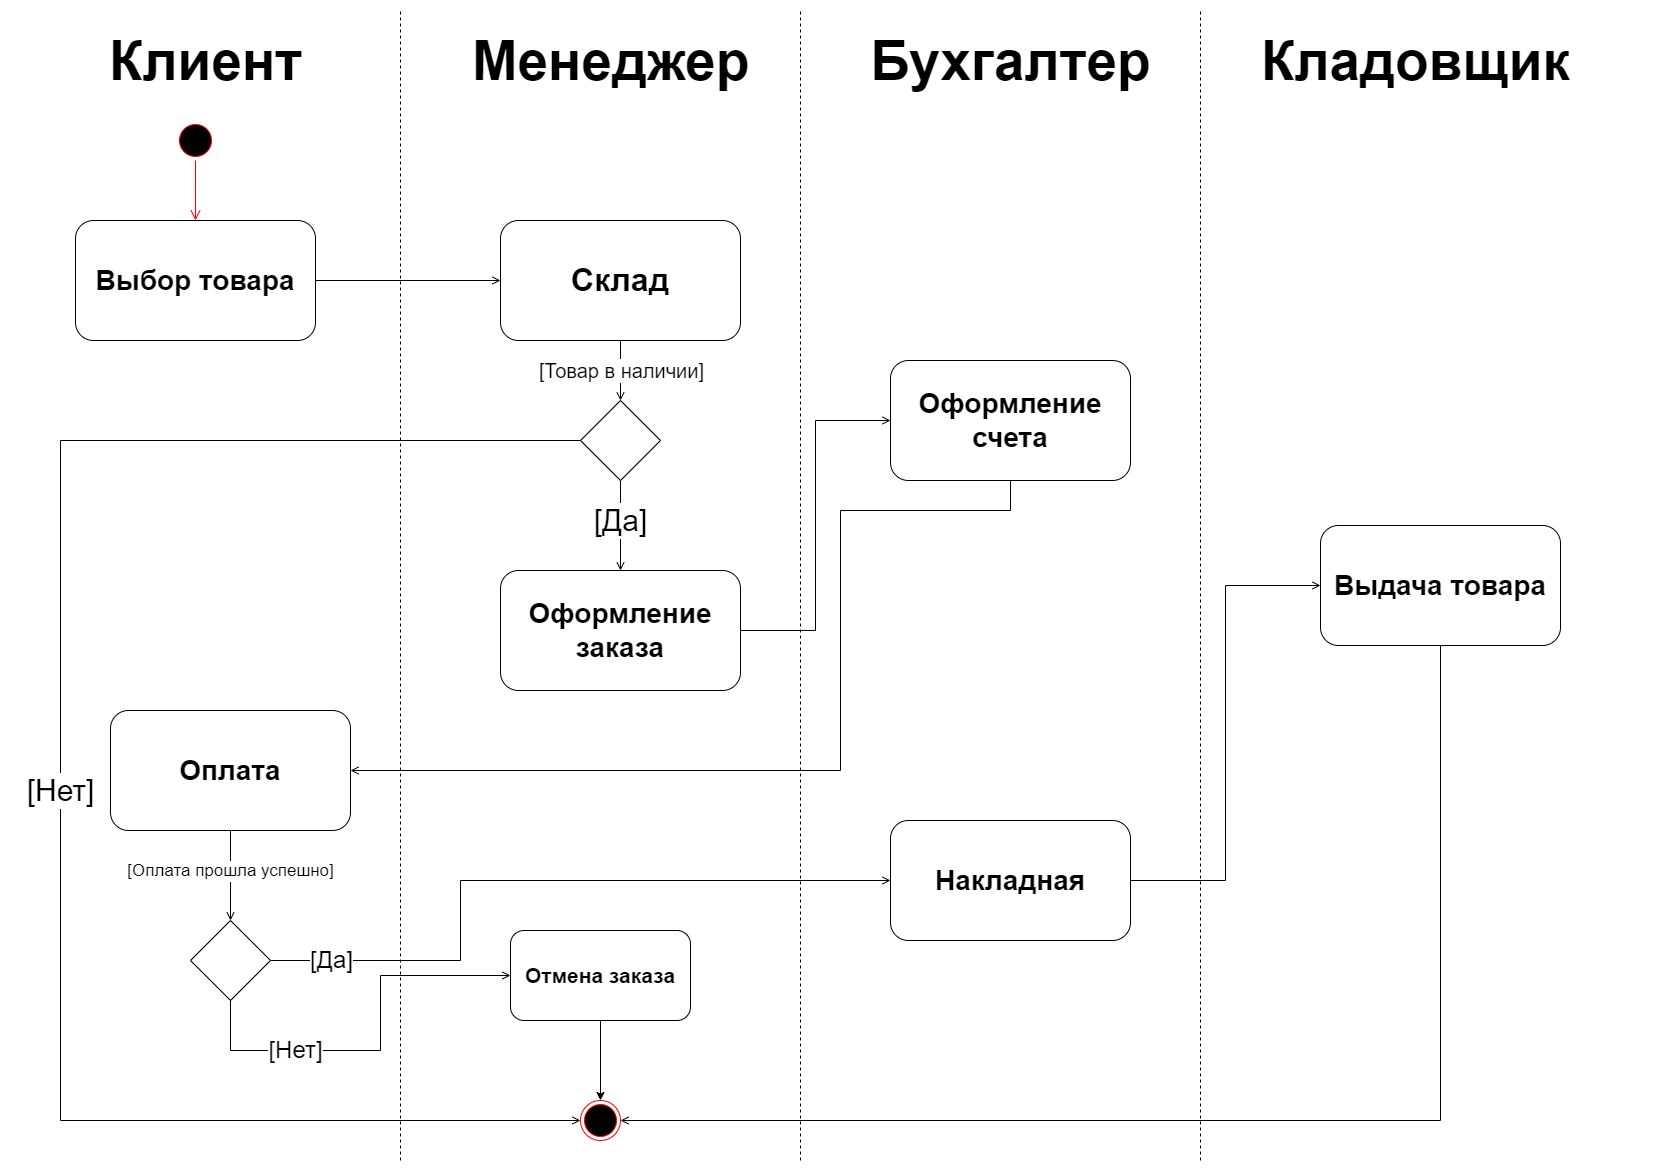 Клиент
Менеджер
Бухгалтер
Кладовщик
Выбор товара
Склад
[Товар в наличии]
Оформление
счета
[Да]
Выдача товара
Оформление
заказа
Оплата
[Нет]
[Оплата прошла успешно]
Накладная
[Да]
Отмена заказа
[Нет]